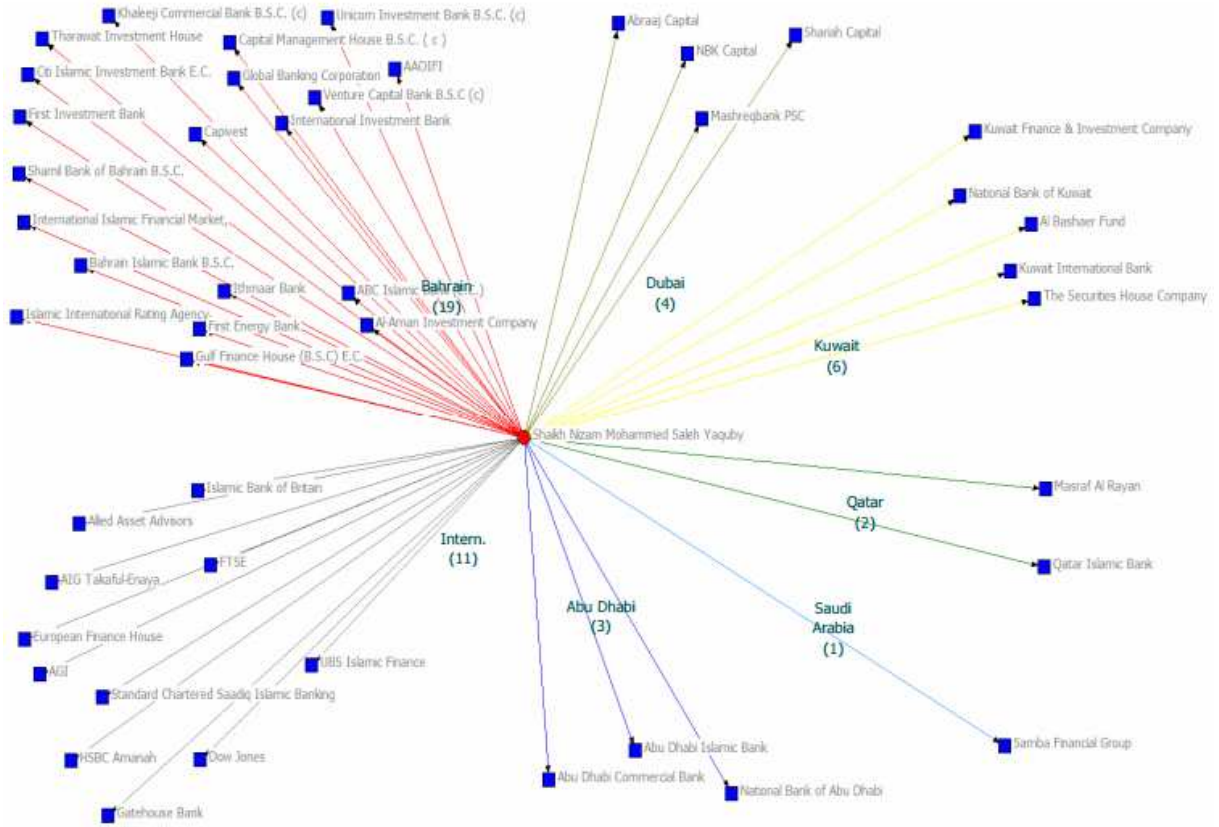 Khaleeji Commercial Bank B.S.C. (c)
Unicorn Investment Bank B.S.C. (c)
Abraaj Capital
Shariah Capital
Tharawat Investment House
Capital Management House B.S.C. ( c )
NBK Capital
Citi Islamic Investment Bank E.C.
Global Banking Corporation
AAOIFI
Venture Capital Bank B.S.C (c)
First Investment Bank
International Investment Bank
Mashreqbank PSC
Capivest
Kuwait Finance & Investment Company
Shamil Bank of Bahrain B.S.C.
National Bank of Kuwait
International Islamic Financial Market,
Al Bashaer Fund
Bahrain Islamic Bank B.S.C.
Kuwait International Bank
Ithmaar Bank
ABC Islamic Bank (E.C.)
Bahrain
(19)
Dubai
(4)
The Securities House Company
Islamic International Rating Agency
First Energy Bank
Al-Aman Investment Company
Kuwait
(6)
Gulf Finance House (B.S.C) E.C.
Shaikh Nizam Mohammed Saleh Yaquby
Islamic Bank of Britain
Masraf Al Rayan
Qatar
(2)
Allied Asset Advisors
Intern.
(11)
FTSE
Qatar Islamic Bank
AIG Takaful-Enaya
Abu Dhabi
(3)
Saudi
Arabia
(1)
European Finance House
UBS Islamic Finance
AGI
Standard Chartered Saadiq Islamic Banking
HSBC Amanah
Dow Jones
Abu Dhabi Islamic Bank
Samba Financial Group
Abu Dhabi Commercial Bank
National Bank of Abu Dhabi
Gatehouse Bank